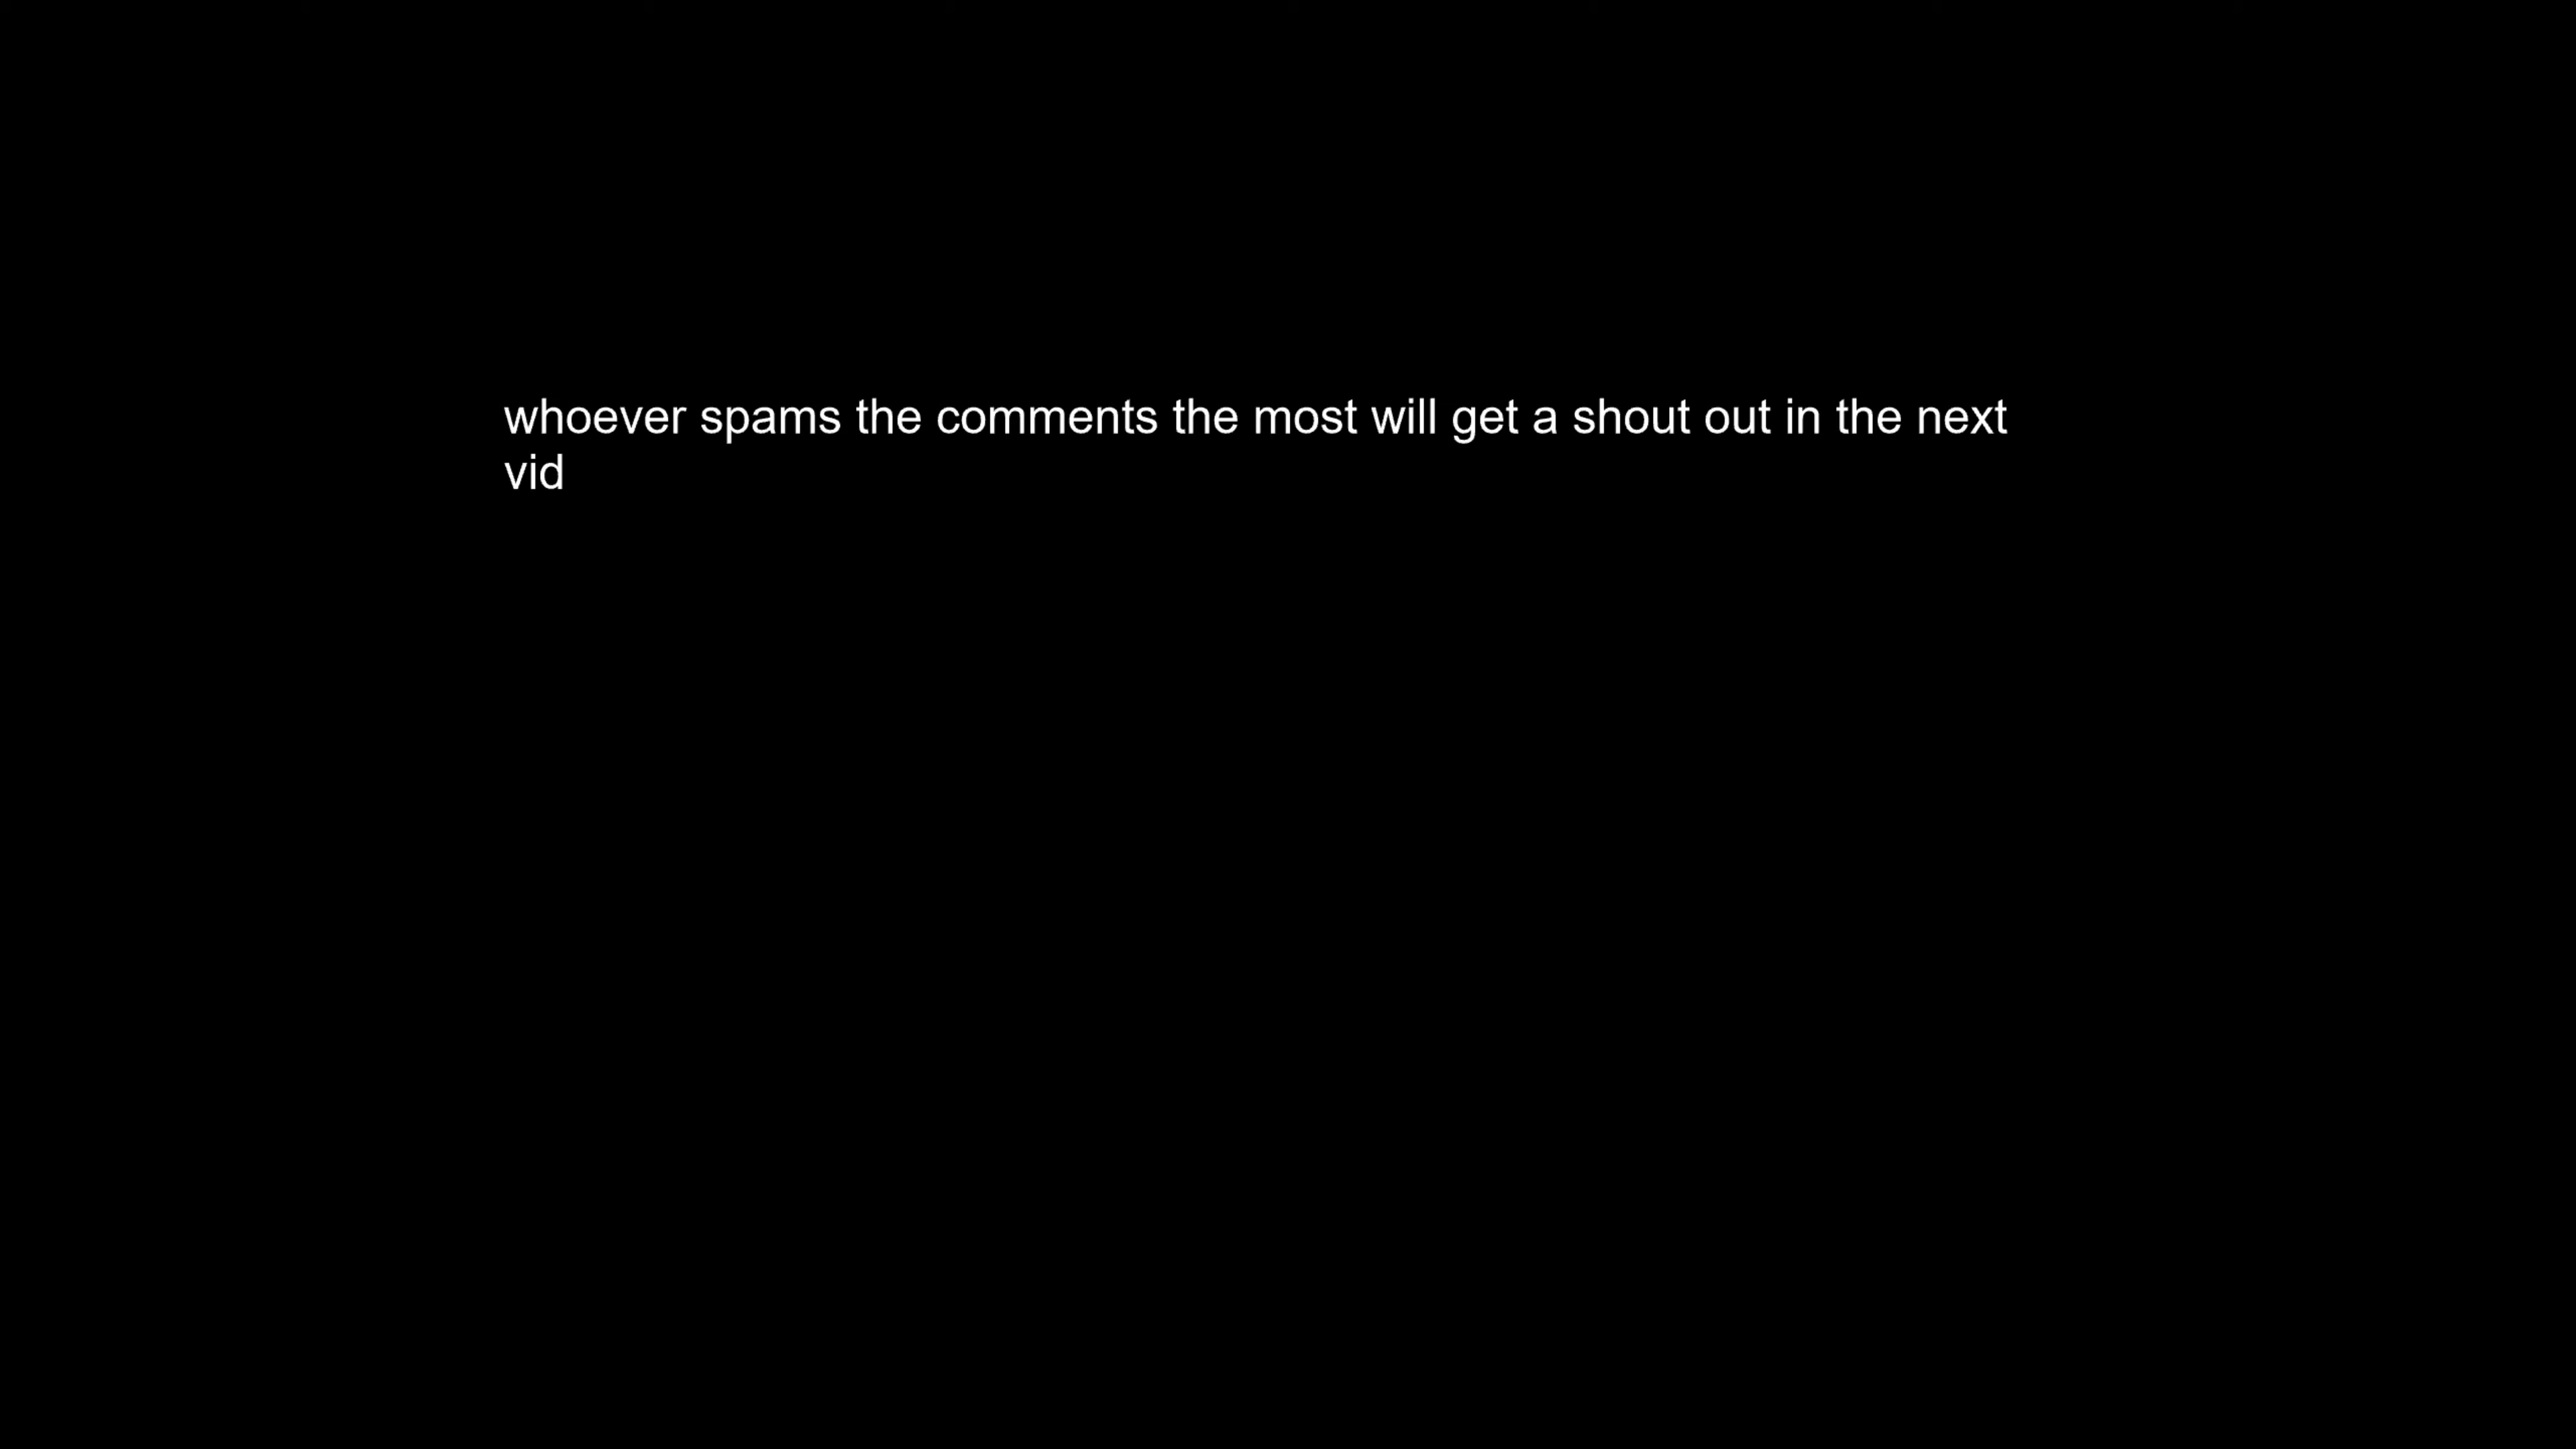 whoever spams the comments the most will get a shout out in the next
vid